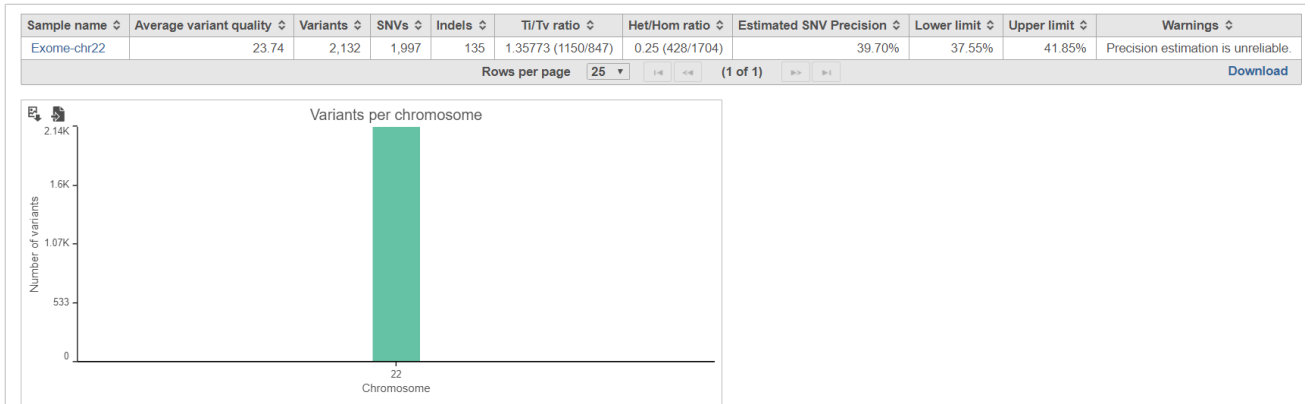 Sample name Average variant quality Variants SNVs Indels Ti/Tv ratio Het/Hom ratio Estimated SNV Precision Lower limit Upper limit Warnings
Exome-chr22 23.74 2,132 1,997 135 1.35773 (1150/847) 0.25 (428/1704) 39.70% 37.55% 41.85% Precision estimation is unreliable.
Rows per page 25 (1 of 1) Download
Variants per chromosome
2.14K
1.6K
1.07K
533
0
Number of variants
22
Chromosome